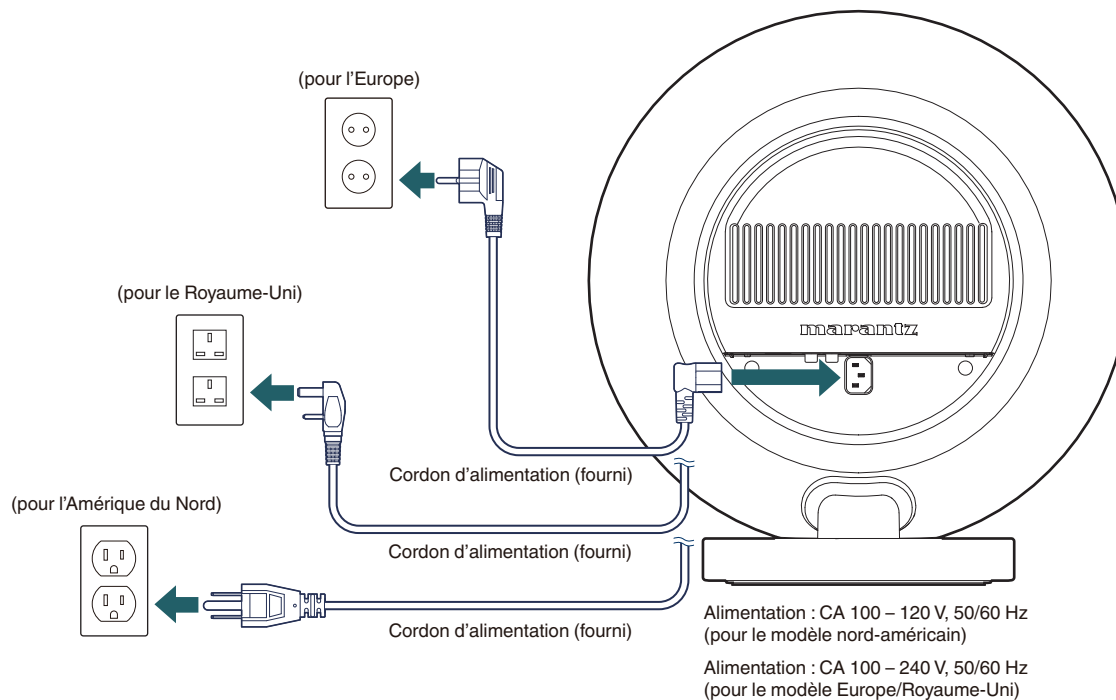 (pour l’Europe)
(pour le Royaume-Uni)
marantz
Cordon d’alimentation (fourni)
(pour l’Amérique du Nord)
Cordon d’alimentation (fourni)
Cordon d’alimentation (fourni)
Alimentation : CA 100 – 120 V, 50/60 Hz
(pour le modèle nord-américain)
Alimentation : CA 100 – 240 V, 50/60 Hz
(pour le modèle Europe/Royaume-Uni)